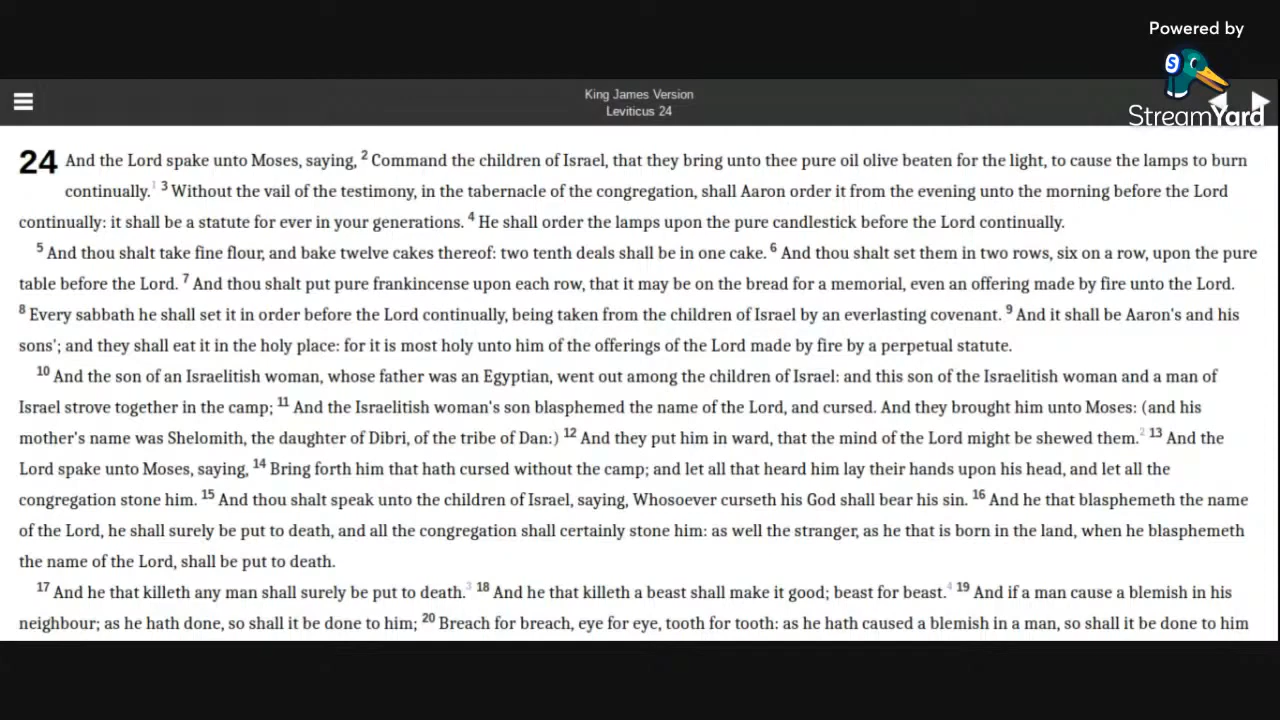 Powered by
S
StreamYard
King James Version
Leviticus 24
24 And the Lord spake unto Moses, saying, 2 Command the children of Israel, that they bring unto thee pure oil olive beaten for the light, to cause the lamps to burn
continually.1 3 Without the vail of the testimony, in the tabernacle of the congregation, shall Aaron order it from the evening unto the morning before the Lord
continually: it shall be a statute for ever in your generations. 4 He shall order the lamps upon the pure candlestick before the Lord continually.
5 And thou shalt take fine flour, and bake twelve cakes thereof: two tenth deals shall be in one cake. 6 And thou shalt set them in two rows, six on a row, upon the pure
table before the Lord. 7 And thou shalt put pure frankincense upon each row, that it may be on the bread for a memorial, even an offering made by fire unto the Lord.
8 Every sabbath he shall set it in order before the Lord continually, being taken from the children of Israel by an everlasting covenant. 9 And it shall be Aaron's and his
sons'; and they shall eat it in the holy place: for it is most holy unto him of the offerings of the Lord made by fire by a perpetual statute.
10 And the son of an Israelitish woman, whose father was an Egyptian, went out among the children of Israel: and this son of the Israelitish woman and a man of
Israel strove together in the camp; 11 And the Israelitish woman's son blasphemed the name of the Lord, and cursed. And they brought him unto Moses: (and his
mother's name was Shelomith, the daughter of Dibri, of the tribe of Dan:) 12 And they put him in ward, that the mind of the Lord might be shewed them.2 13 And the
Lord spake unto Moses, saying, 14 Bring forth him that hath cursed without the camp; and let all that heard him lay their hands upon his head, and let all the
congregation stone him. 15 And thou shalt speak unto the children of Israel, saying, Whosoever curseth his God shall bear his sin. 16 And he that blasphemeth the name
of the Lord, he shall surely be put to death, and all the congregation shall certainly stone him: as well the stranger, as he that is born in the land, when he blasphemeth
the name of the Lord, shall be put to death.
17 And he that killeth any man shall surely be put to death.3 18 And he that killeth a beast shall make it good; beast for beast.4 19 And if a man cause a blemish in his
neighbour; as he hath done, so shall it be done to him; 20 Breach for breach, eye for eye, tooth for tooth: as he hath caused a blemish in a man, so shall it be done to him